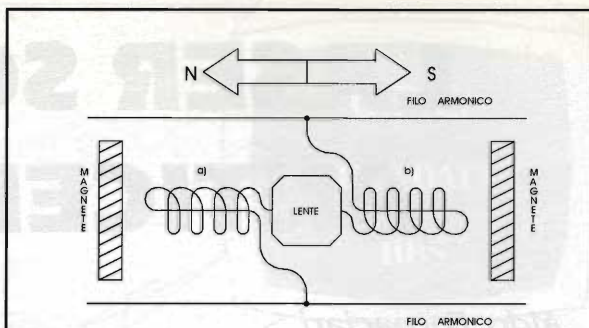 N S
FILO ARMONICO
MAGNETE
a) b)
MAGNETE
LENTE
FILO ARMONICO